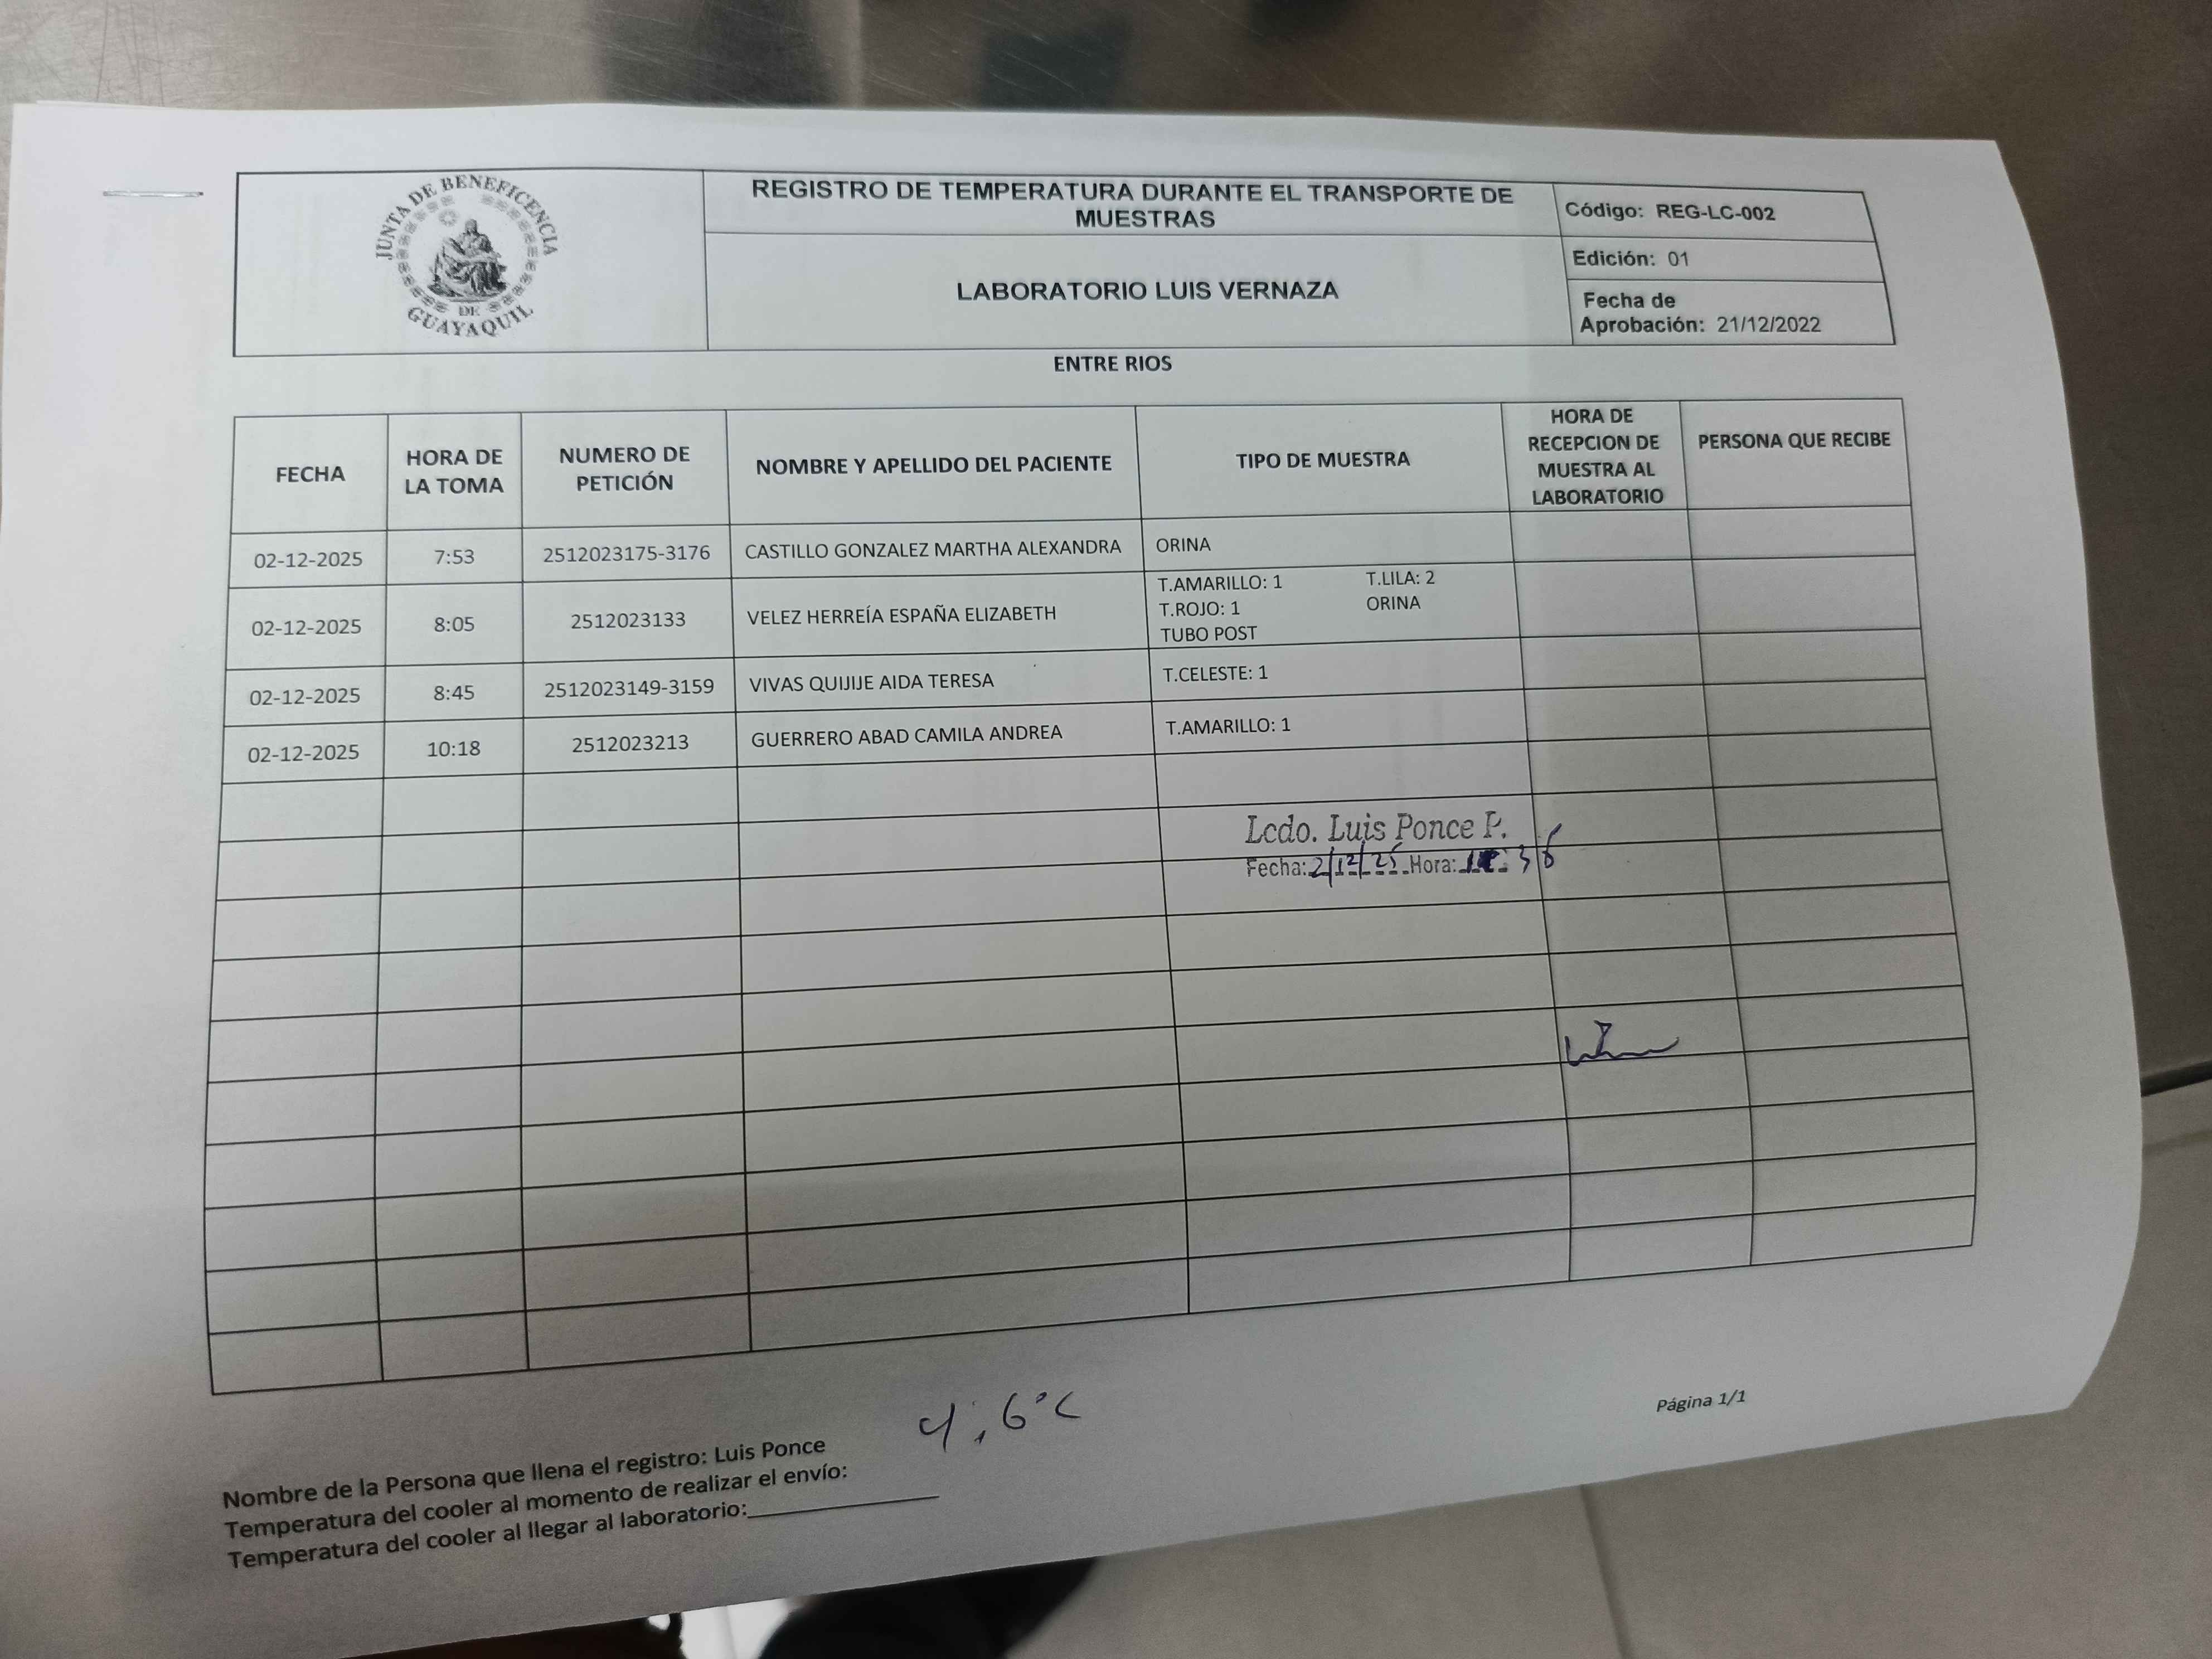 JUNTA DE BENEFICENCIA
DE
GUAYAQUIL
REGISTRO DE TEMPERATURA DURANTE EL TRANSPORTE DE
MUESTRAS
LABORATORIO LUIS VERNAZA
Código: REG-LC-002
Edición: 01
Fecha de
Aprobación: 21/12/2022
ENTRE RIOS
FECHA
HORA DE
LA TOMA
NUMERO DE
PETICIÓN
NOMBRE Y APELLIDO DEL PACIENTE
TIPO DE MUESTRA
HORA DE
RECEPCION DE
MUESTRA AL
LABORATORIO
PERSONA QUE RECIBE
02-12-2025 7:53 2512023175-3176 CASTILLO GONZALEZ MARTHA ALEXANDRA ORINA
02-12-2025 8:05 2512023133 VELEZ HERREÍA ESPAÑA ELIZABETH
T.AMARILLO: 1 T.LILA: 2
T.ROJO: 1 ORINA
TUBO POST
02-12-2025 8:45 2512023149-3159 VIVAS QUIJIJE AIDA TERESA T.CELESTE: 1
02-12-2025 10:18 2512023213 GUERRERO ABAD CAMILA ANDREA T.AMARILLO: 1
Lcdo. Luis Ponce P.
Fecha: 2/12/25 Hora:
4,6°C
Página 1/1
Nombre de la Persona que llena el registro: Luis Ponce
Temperatura del cooler al momento de realizar el envío:
Temperatura del cooler al llegar al laboratorio: